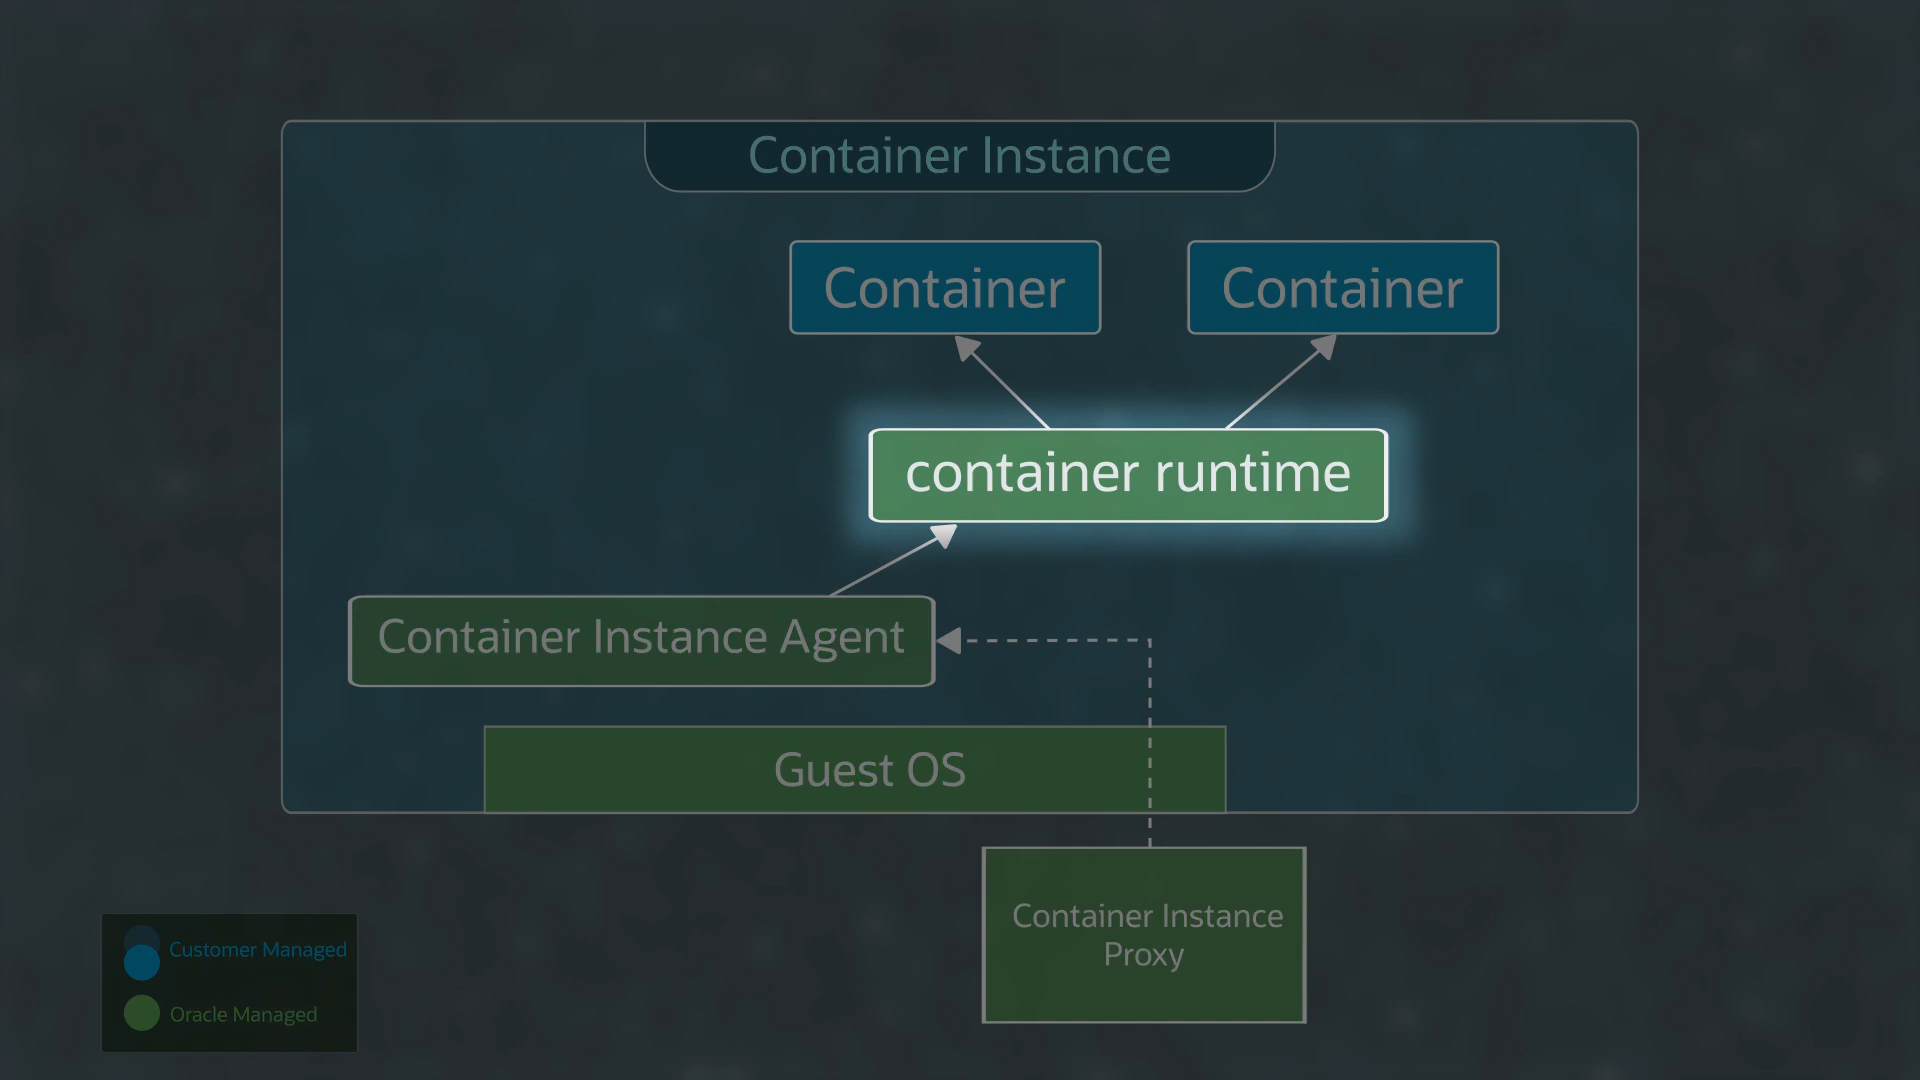 Container Instance
Container
Container
container runtime
Container Instance Agent
Guest OS
Container Instance
Proxy
Customer Managed
Oracle Managed